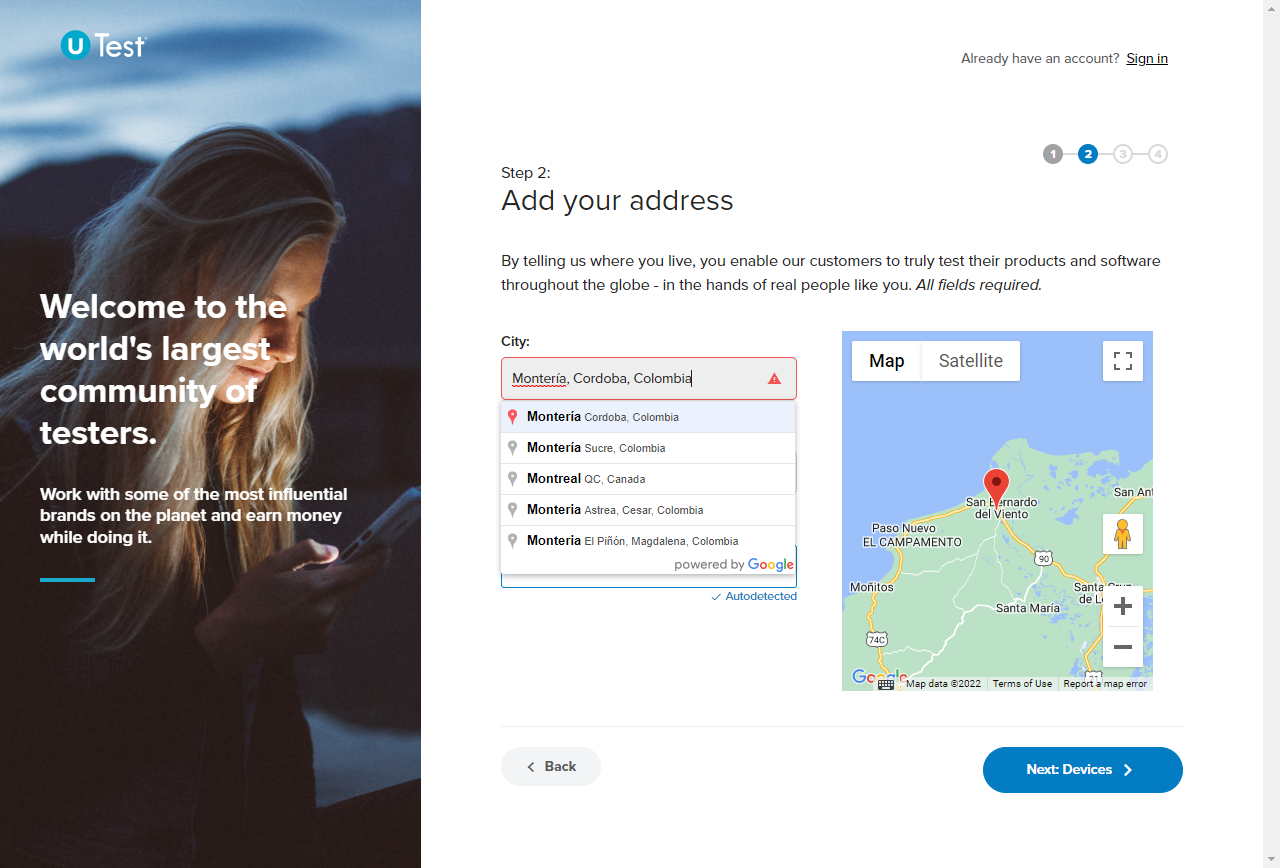 U Test
Already have an account? Sign in
1 2 3 4
Step 2:
Add your address
By telling us where you live, you enable our customers to truly test their products and software
throughout the globe - in the hands of real people like you. All fields required.
Welcome to the
world's largest
community of
testers.
Work with some of the most influential
brands on the planet and earn money
while doing it.
City:
Montería, Cordoba, Colombia
Montería Cordoba, Colombia
Montería Sucre, Colombia
Montreal QC, Canada
Monteria Astrea, Cesar, Colombia
Monteria El Piñón, Magdalena, Colombia
powered by Google
Autodetected
Map Satellite
San Bernardo
del Viento
San Ant
Paso Nuevo
EL CAMPAMENTO
90
Moñitos
Santa Cruz
de L
Santa María
74C
Google
Map data ©2022 Terms of Use Report a map error
Back
Next: Devices